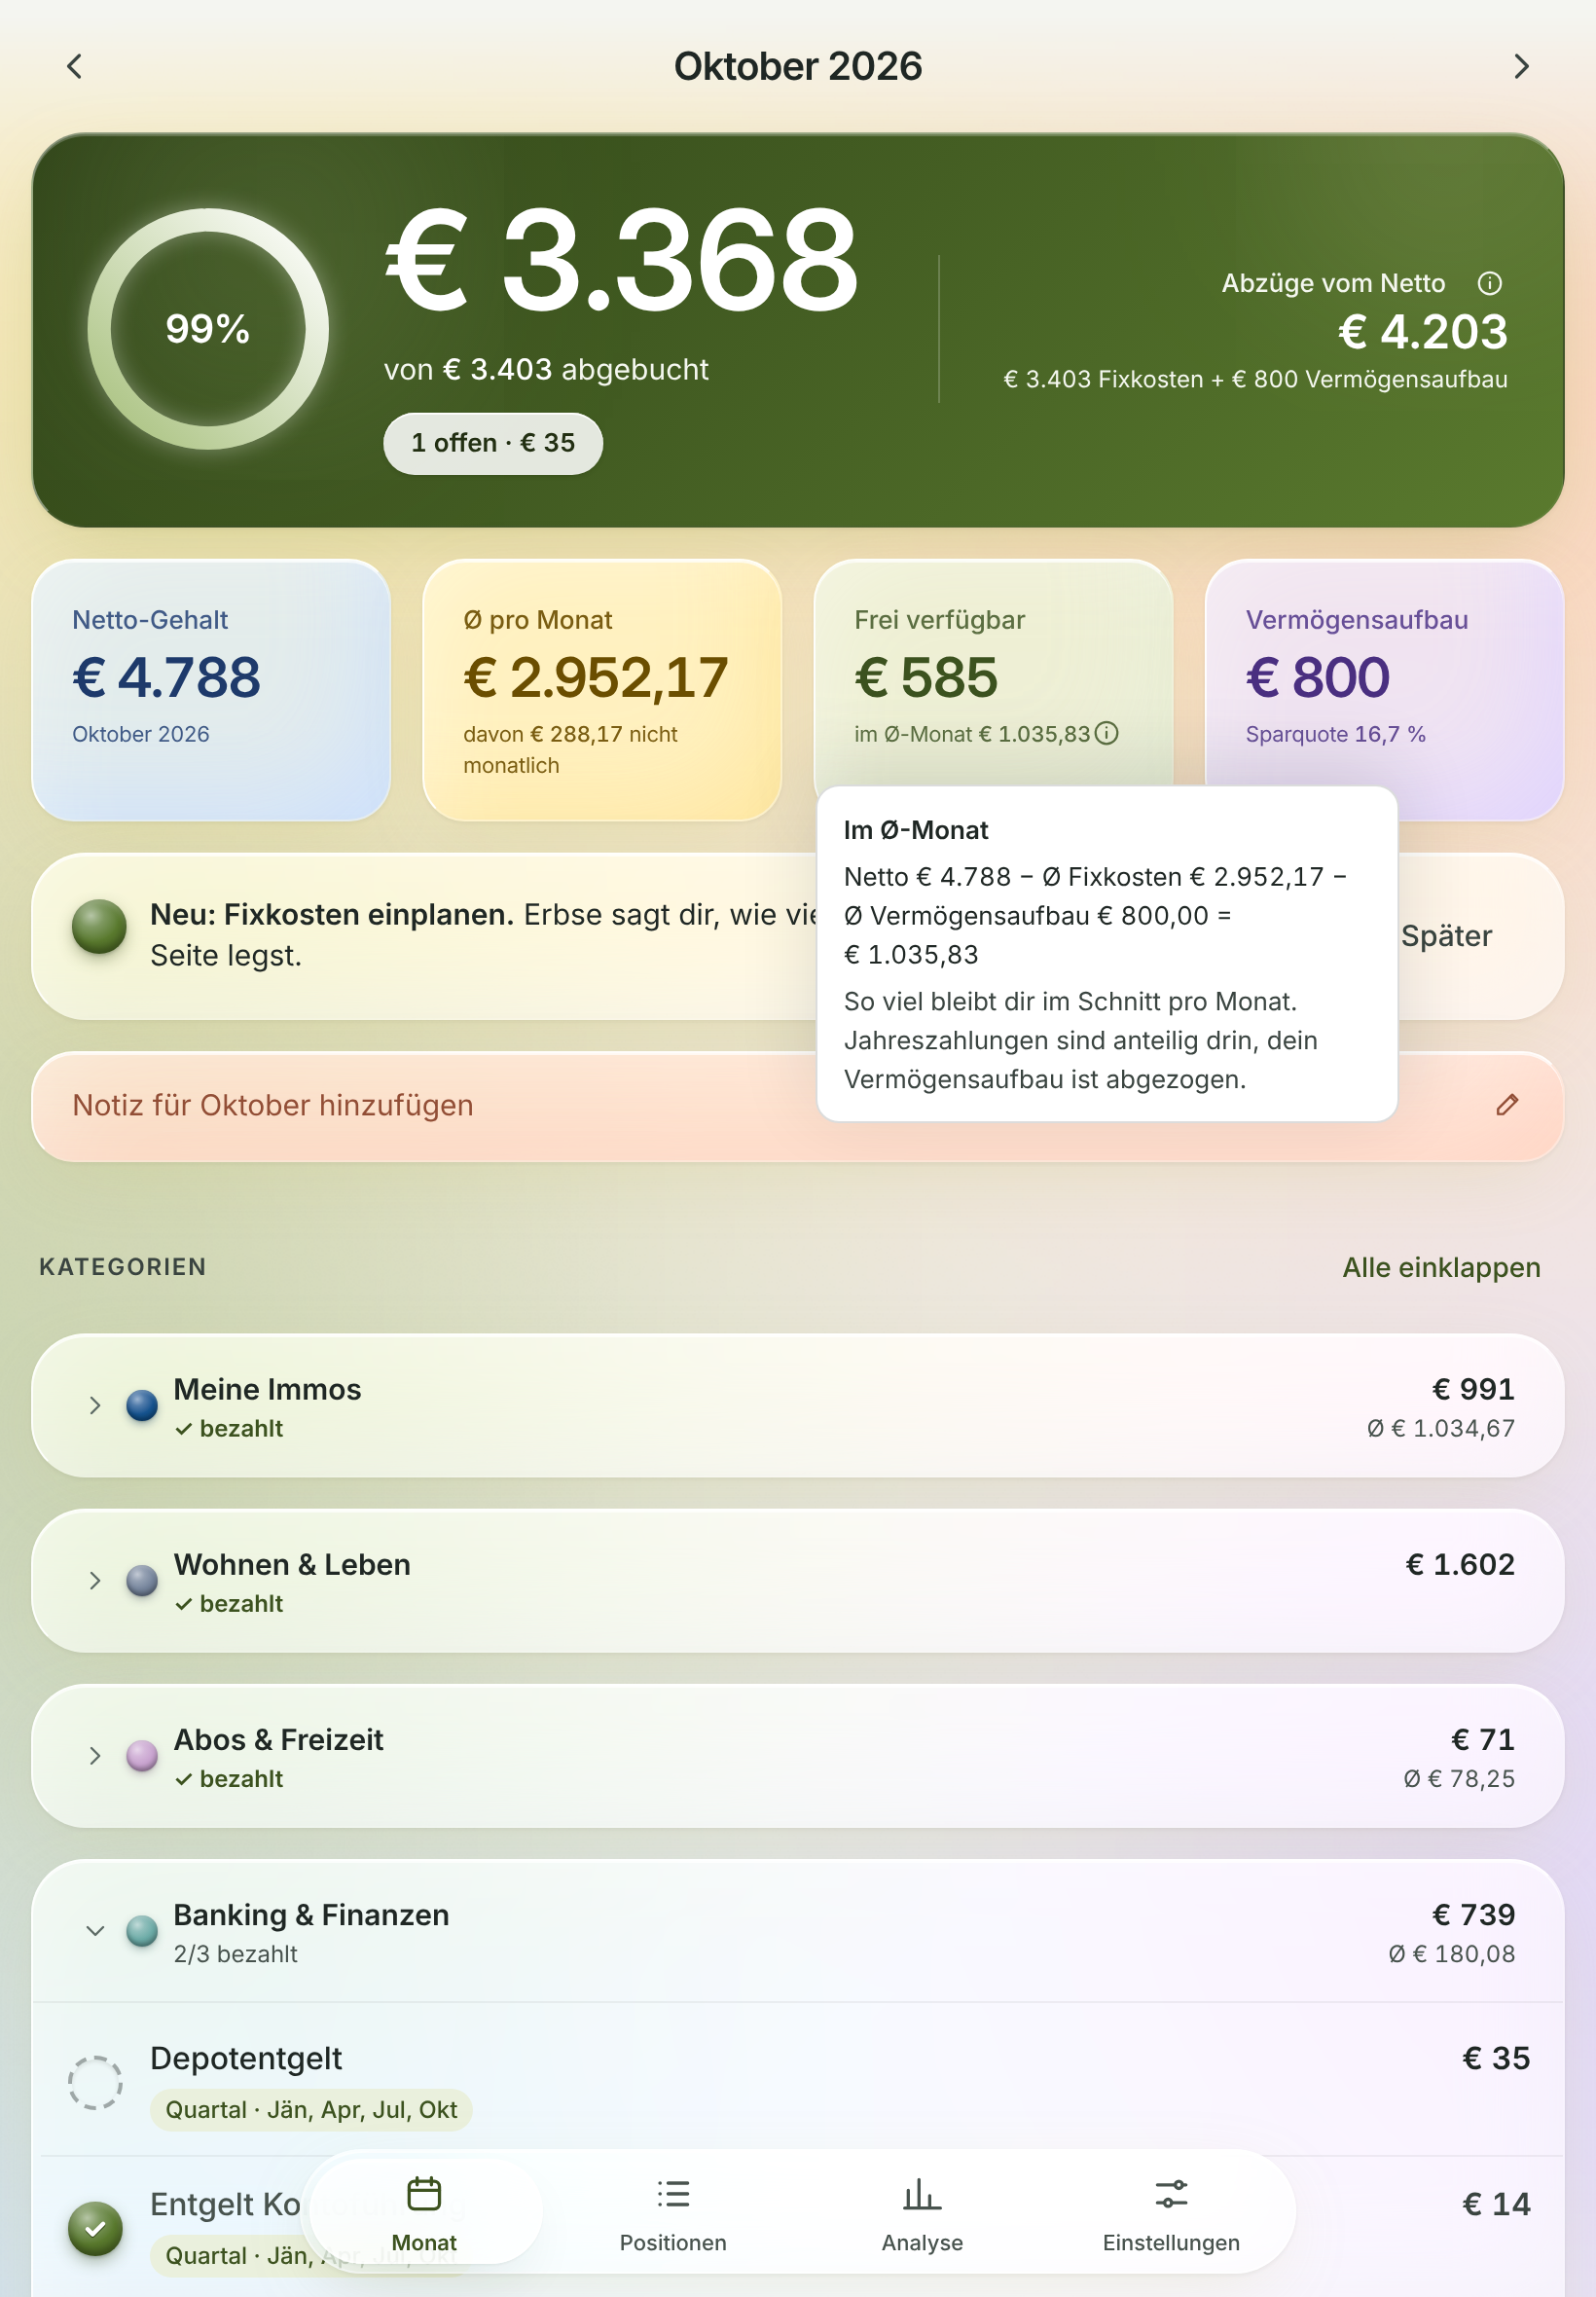 Oktober 2026
99%
€ 3.368
von € 3.403 abgebucht
1 offen · € 35
Abzüge vom Netto
€ 4.203
€ 3.403 Fixkosten + € 800 Vermögensaufbau
Netto-Gehalt
€ 4.788
Oktober 2026
Ø pro Monat
€ 2.952,17
davon € 288,17 nicht
monatlich
Frei verfügbar
€ 585
im Ø-Monat € 1.035,83
Vermögensaufbau
€ 800
Sparquote 16,7 %
Im Ø-Monat
Netto € 4.788 − Ø Fixkosten € 2.952,17 −
Ø Vermögensaufbau € 800,00 =
€ 1.035,83
So viel bleibt dir im Schnitt pro Monat.
Jahreszahlungen sind anteilig drin, dein
Vermögensaufbau ist abgezogen.
Neu: Fixkosten einplanen. Erbse sagt dir, wie
Seite legst.
Später
Notiz für Oktober hinzufügen
KATEGORIEN
Alle einklappen
Meine Immos
€ 991
✓ bezahlt
Ø € 1.034,67
Wohnen & Leben
€ 1.602
✓ bezahlt
Abos & Freizeit
€ 71
✓ bezahlt
Ø € 78,25
Banking & Finanzen
€ 739
2/3 bezahlt
Ø € 180,08
Depotentgelt
€ 35
Quartal · Jän, Apr, Jul, Okt
Entgelt
€ 14
Quartal · Jän, Apr, Jul, Okt
Monat
Positionen
Analyse
Einstellungen